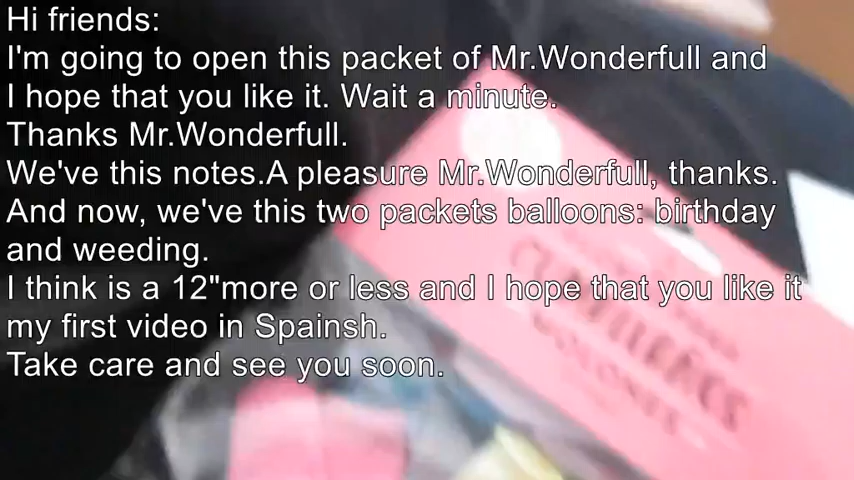 Hi friends:
I'm going to open this packet of Mr.Wonderfull and
I hope that you like it. Wait a minute.
Thanks Mr.Wonderfull.
We've this notes.A pleasure Mr.Wonderfull, thanks.
And now, we've this two packets balloons: birthday
and weeding.
I think is a 12"more or less and I hope that you like it
my first video in Spainsh.
Take care and see you soon.